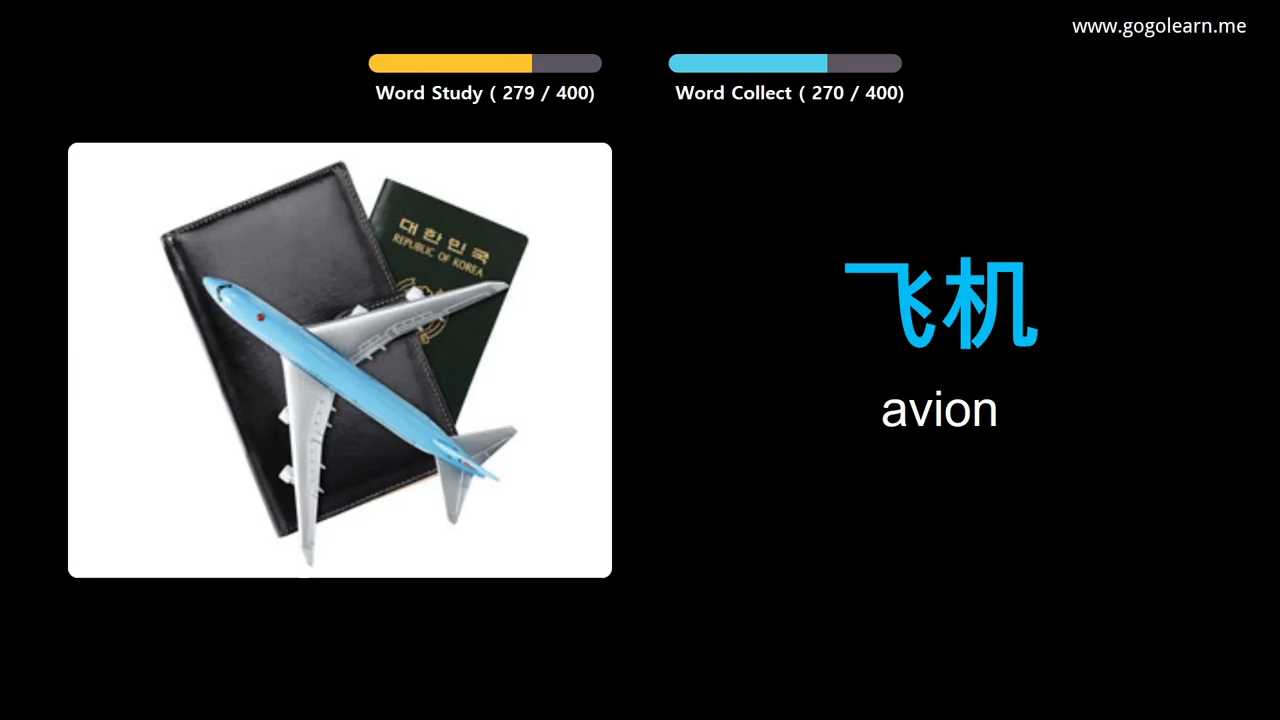 www.gogolearn.me
Word Study ( 279 / 400)
Word Collect ( 270 / 400)
대한민국
REPUBLIC OF KOREA
飞机
avion